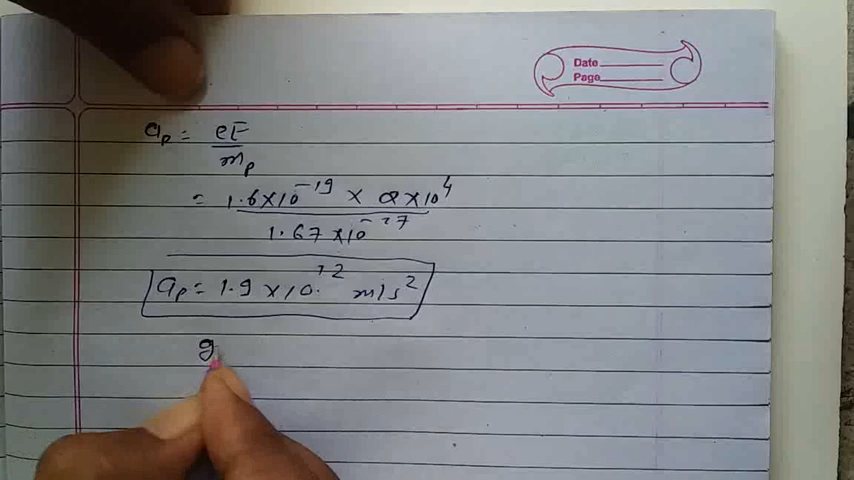 Date
Page
ap = eE
mp
= 1.6×10^-19 × 2×10^4
1.67×10^-27
ap = 1.9×10^12 m/s²
g